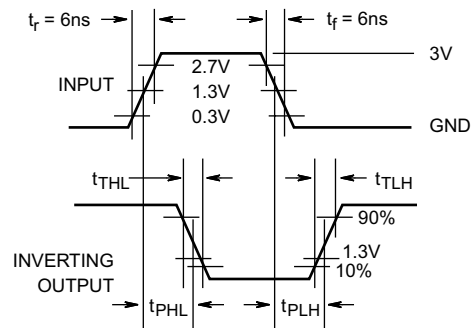 tr = 6ns
tf = 6ns
3V
INPUT
2.7V
1.3V
0.3V
GND
tTHL
tTLH
90%
1.3V
10%
INVERTING
OUTPUT
tPHL
tPLH